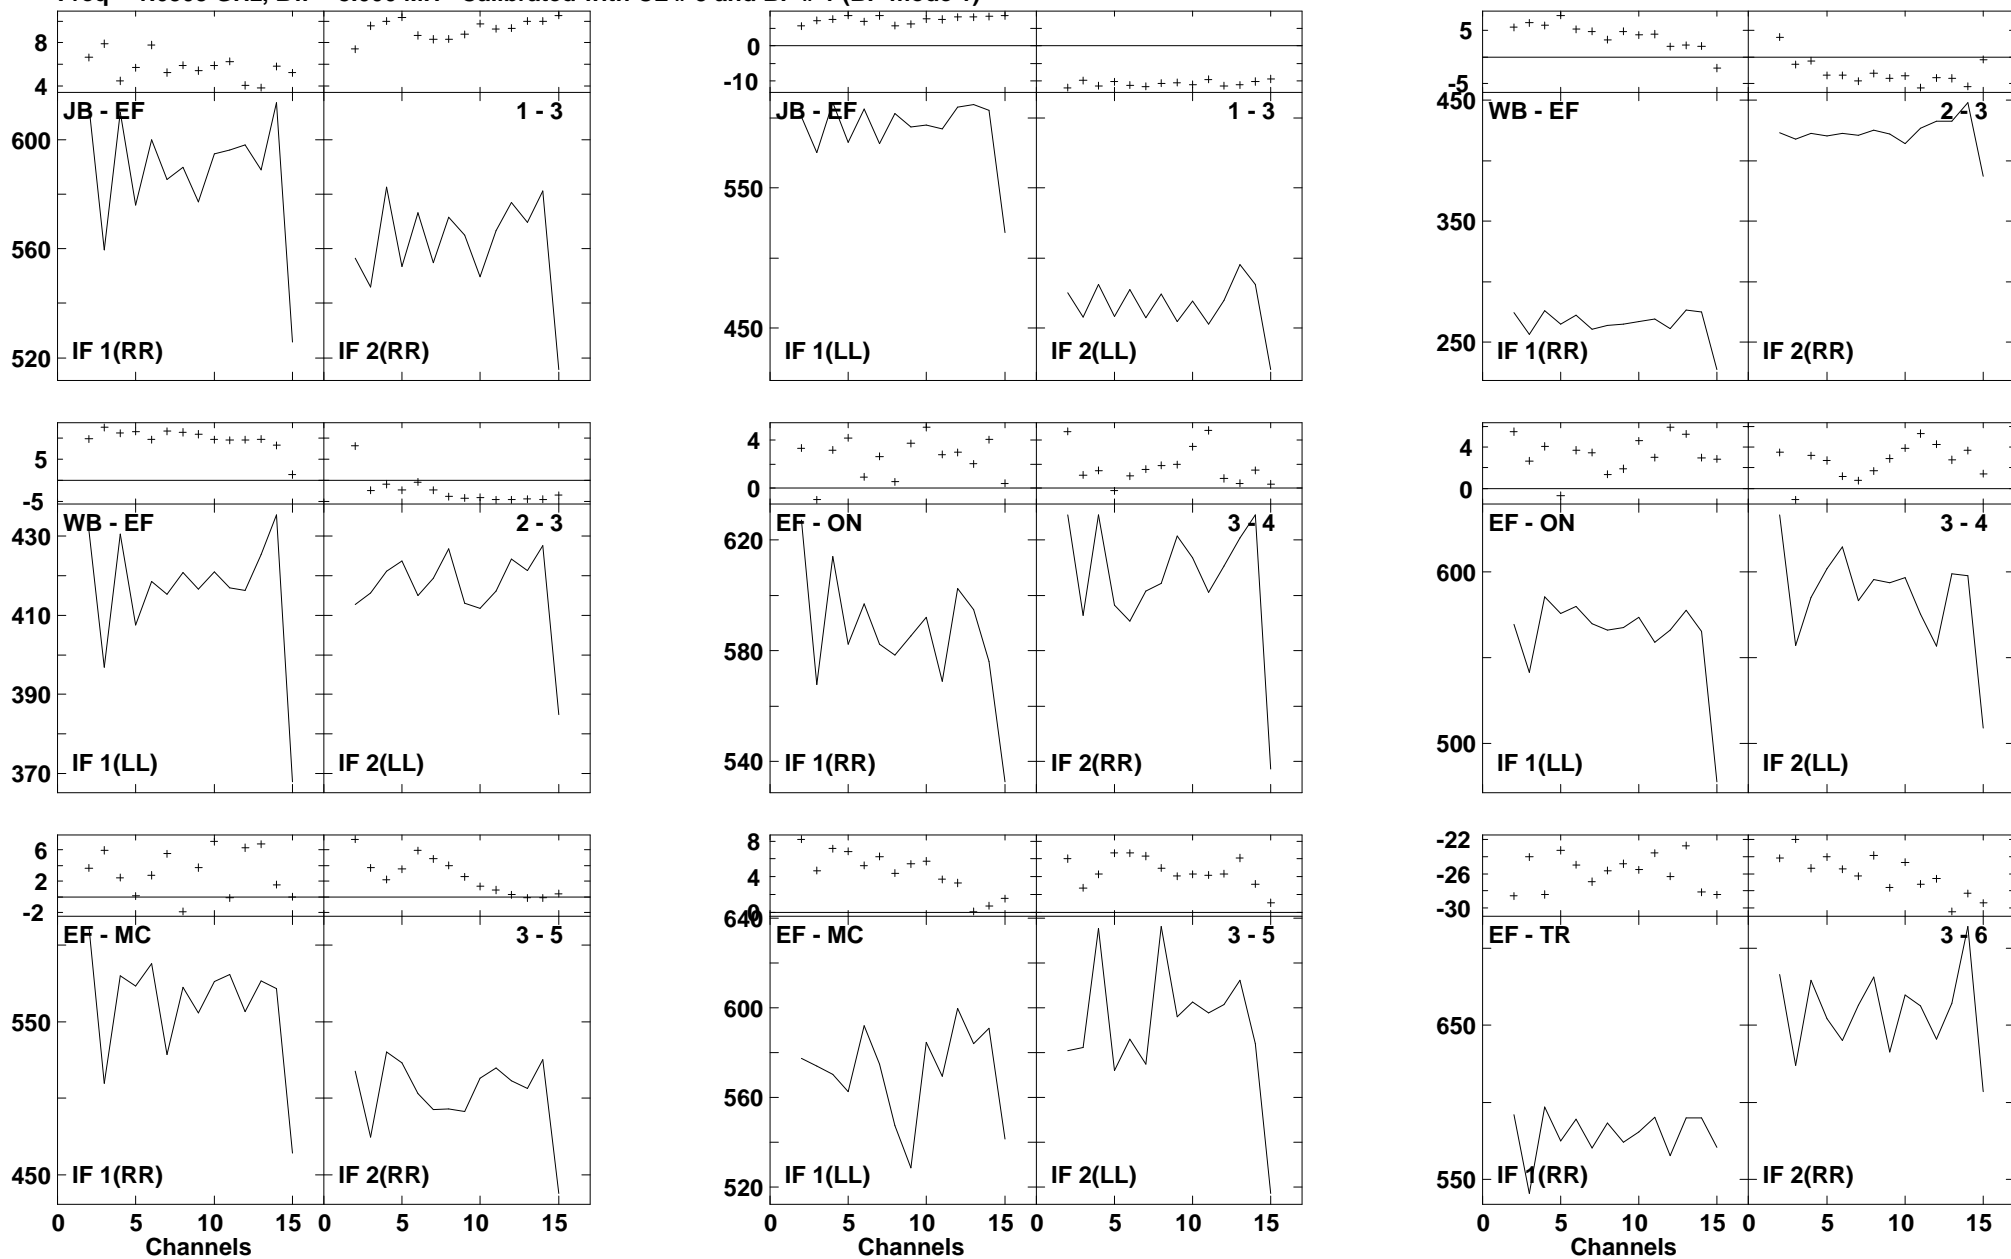 8
4
JB - EF
1 - 3
600
560
520
IF 1(RR)
IF 2(RR)
0
-10
JB - EF
1 - 3
550
450
IF 1(LL)
IF 2(LL)
5
-5
450
WB - EF
2 - 3
350
250
IF 1(RR)
IF 2(RR)
5
-5
WB - EF
2 - 3
430
410
390
370
IF 1(LL)
IF 2(LL)
4
0
EF - ON
3 - 4
620
580
540
IF 1(RR)
IF 2(RR)
4
0
EF - ON
3 - 4
600
500
IF 1(LL)
IF 2(LL)
6
2
-2
EF - MC
3 - 5
550
450
IF 1(RR)
IF 2(RR)
0 5 10 15 0 5 10 15
Channels
8
4
0
640
EF - MC
3 - 5
600
560
520
IF 1(LL)
IF 2(LL)
0 5 10 15 0 5 10 15
Channels
-22
-26
-30
EF - TR
3 - 6
650
550
IF 1(RR)
IF 2(RR)
0 5 10 15 0 5 10 15
Channels